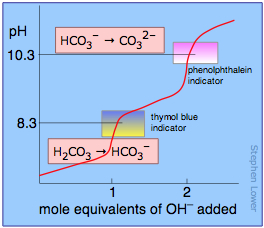 pH
HCO₃⁻ → CO₃²⁻
10.3
phenolphthalein
indicator
8.3
thymol blue
indicator
H₂CO₃ → HCO₃⁻
1
2
mole equivalents of OH⁻ added
Stephen Lower